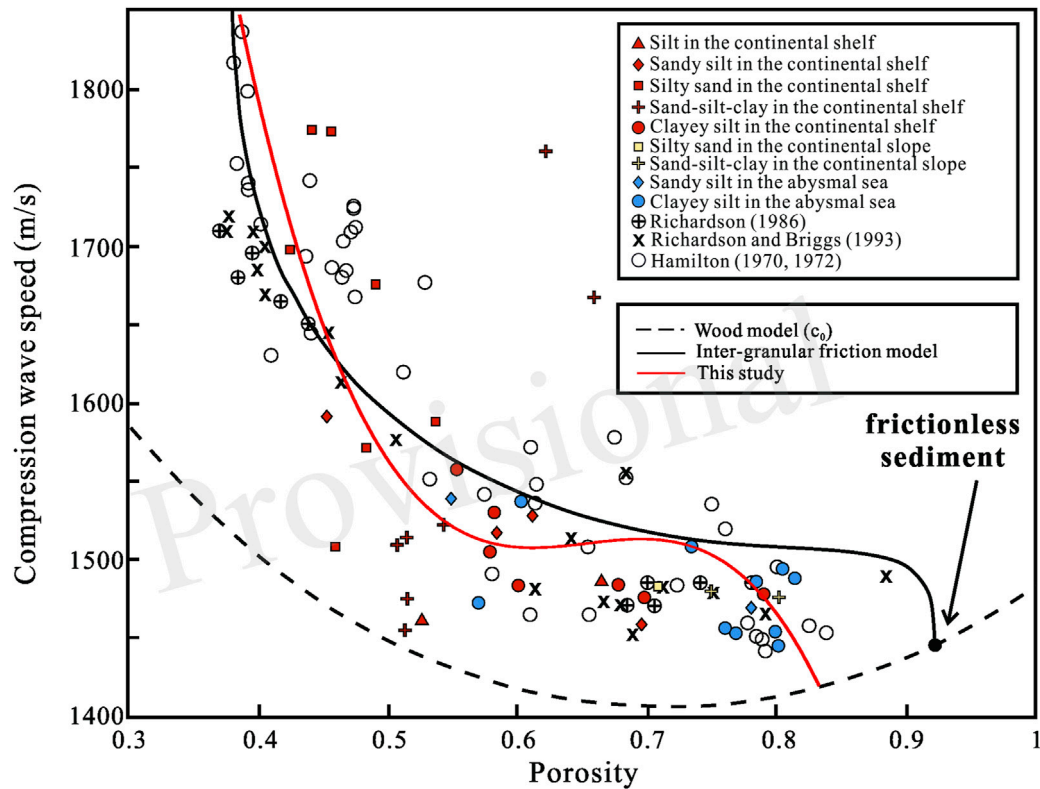 Silt in the continental shelf
Sandy silt in the continental shelf
Silty sand in the continental shelf
Sand-silt-clay in the continental shelf
Clayey silt in the continental shelf
Silty sand in the continental slope
Sand-silt-clay in the continental slope
Sandy silt in the abysmal sea
Clayey silt in the abysmal sea
Richardson (1986)
Richardson and Briggs (1993)
Hamilton (1970, 1972)
Wood model (c₀)
Inter-granular friction model
This study
frictionless
sediment
Provisional
Compression wave speed (m/s)
1800
1700
1600
1500
1400
0.3 0.4 0.5 0.6 0.7 0.8 0.9 1
Porosity